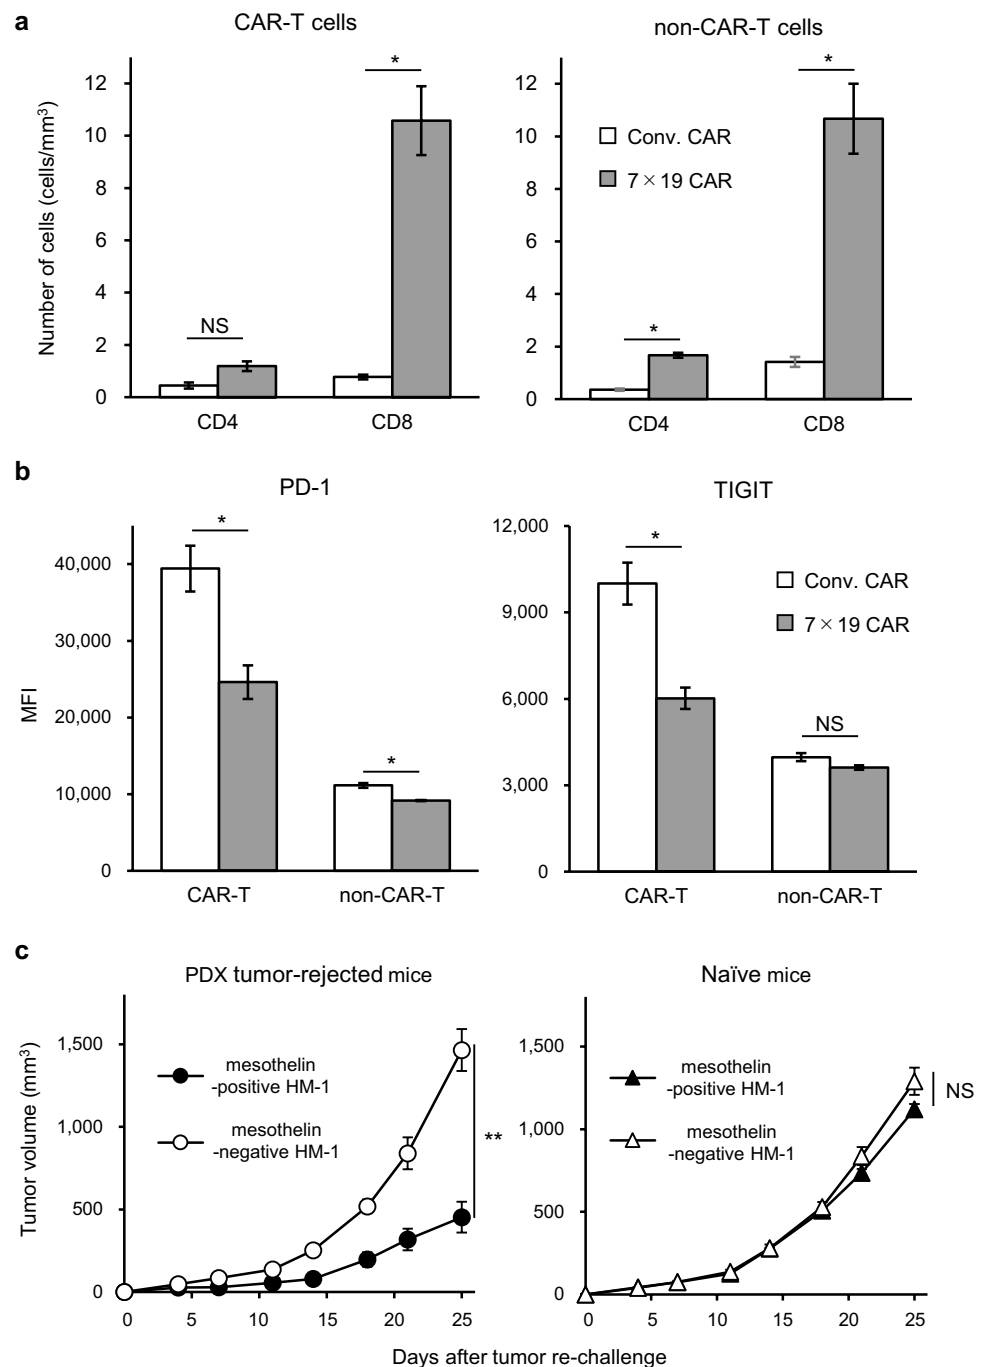 a
CAR-T cells
non-CAR-T cells
Number of cells (cells/mm³)
12
10
8
6
4
2
0
NS
*
CD4
CD8
12
10
8
6
4
2
0
*
*
Conv. CAR
7×19 CAR
CD4
CD8
b
PD-1
TIGIT
MFI
40,000
30,000
20,000
10,000
0
*
*
CAR-T
non-CAR-T
12,000
9,000
6,000
3,000
0
*
NS
Conv. CAR
7×19 CAR
CAR-T
non-CAR-T
c
PDX tumor-rejected mice
Naïve mice
Tumor volume (mm³)
1,500
1,000
500
0
mesothelin
-positive HM-1
mesothelin
-negative HM-1
**
0 5 10 15 20 25
1,500
1,000
500
0
mesothelin
-positive HM-1
mesothelin
-negative HM-1
NS
0 5 10 15 20 25
Days after tumor re-challenge